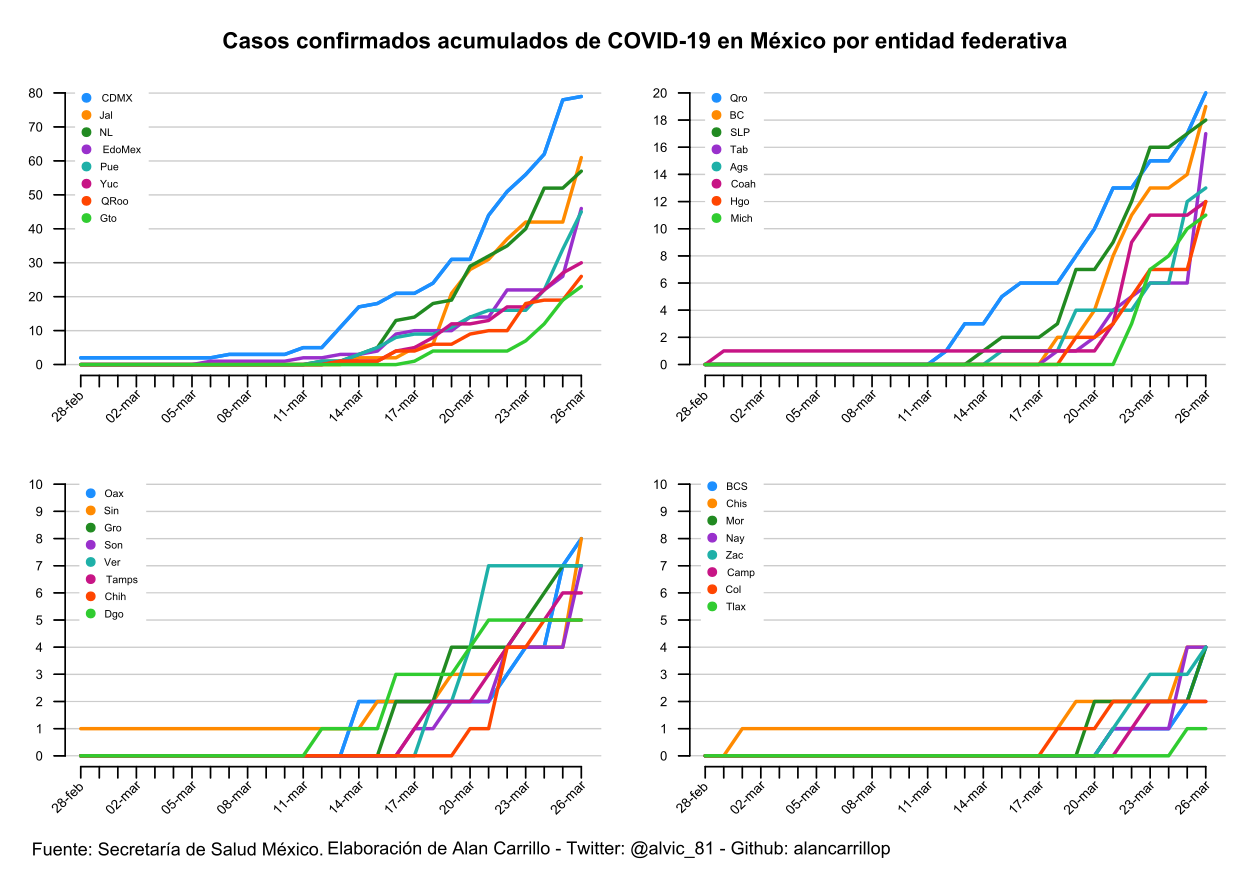 Casos confirmados acumulados de COVID-19 en México por entidad federativa
80
70
60
50
40
30
20
10
0
CDMX
Jal
NL
EdoMex
Pue
Yuc
QRoo
Gto
28-feb
02-mar
05-mar
08-mar
11-mar
14-mar
17-mar
20-mar
23-mar
26-mar
20
18
16
14
12
10
8
6
4
2
0
Qro
BC
SLP
Tab
Ags
Coah
Hgo
Mich
28-feb
02-mar
05-mar
08-mar
11-mar
14-mar
17-mar
20-mar
23-mar
26-mar
10
9
8
7
6
5
4
3
2
1
0
Oax
Sin
Gro
Son
Ver
Tamps
Chih
Dgo
28-feb
02-mar
05-mar
08-mar
11-mar
14-mar
17-mar
20-mar
23-mar
26-mar
10
9
8
7
6
5
4
3
2
1
0
BCS
Chis
Mor
Nay
Zac
Camp
Col
Tlax
28-feb
02-mar
05-mar
08-mar
11-mar
14-mar
17-mar
20-mar
23-mar
26-mar
Fuente: Secretaría de Salud México. Elaboración de Alan Carrillo - Twitter: @alvic_81 - Github: alancarrillop